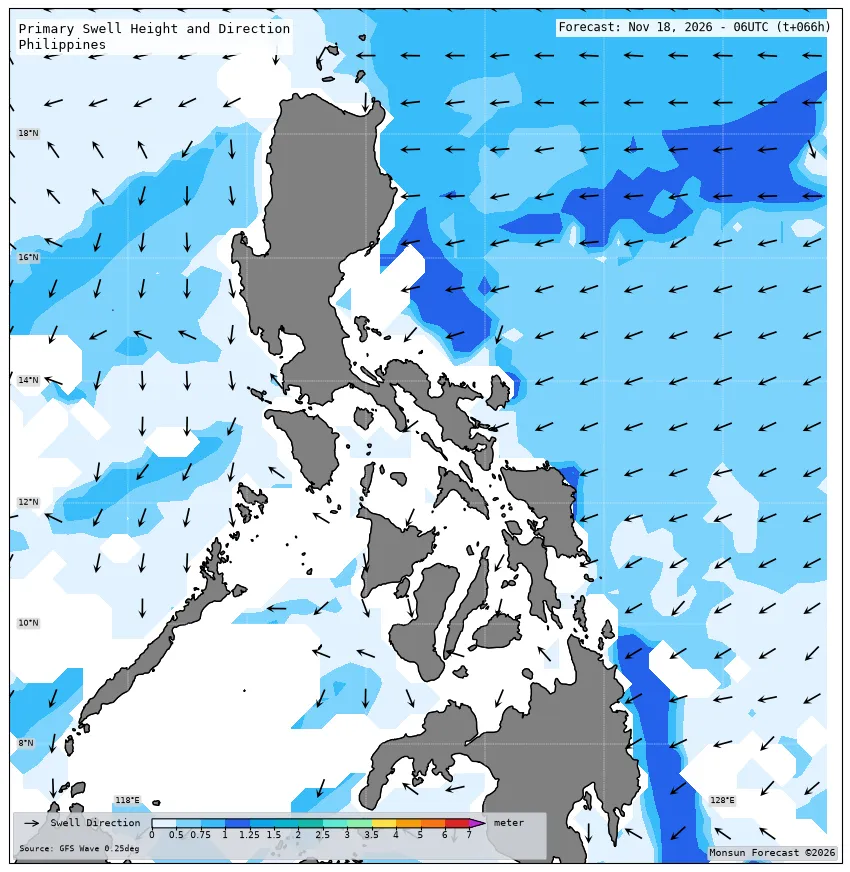 Primary Swell Height and Direction
Philippines
Forecast: Nov 18, 2026 - 06UTC (t+066h)
18°N
16°N
14°N
12°N
10°N
8°N
118°E
128°E
Swell Direction
0 0.5 0.75 1 1.25 1.5 2 2.5 3 3.5 4 5 6 7
meter
Source: GFS Wave 0.25deg
Monsun Forecast ©2026